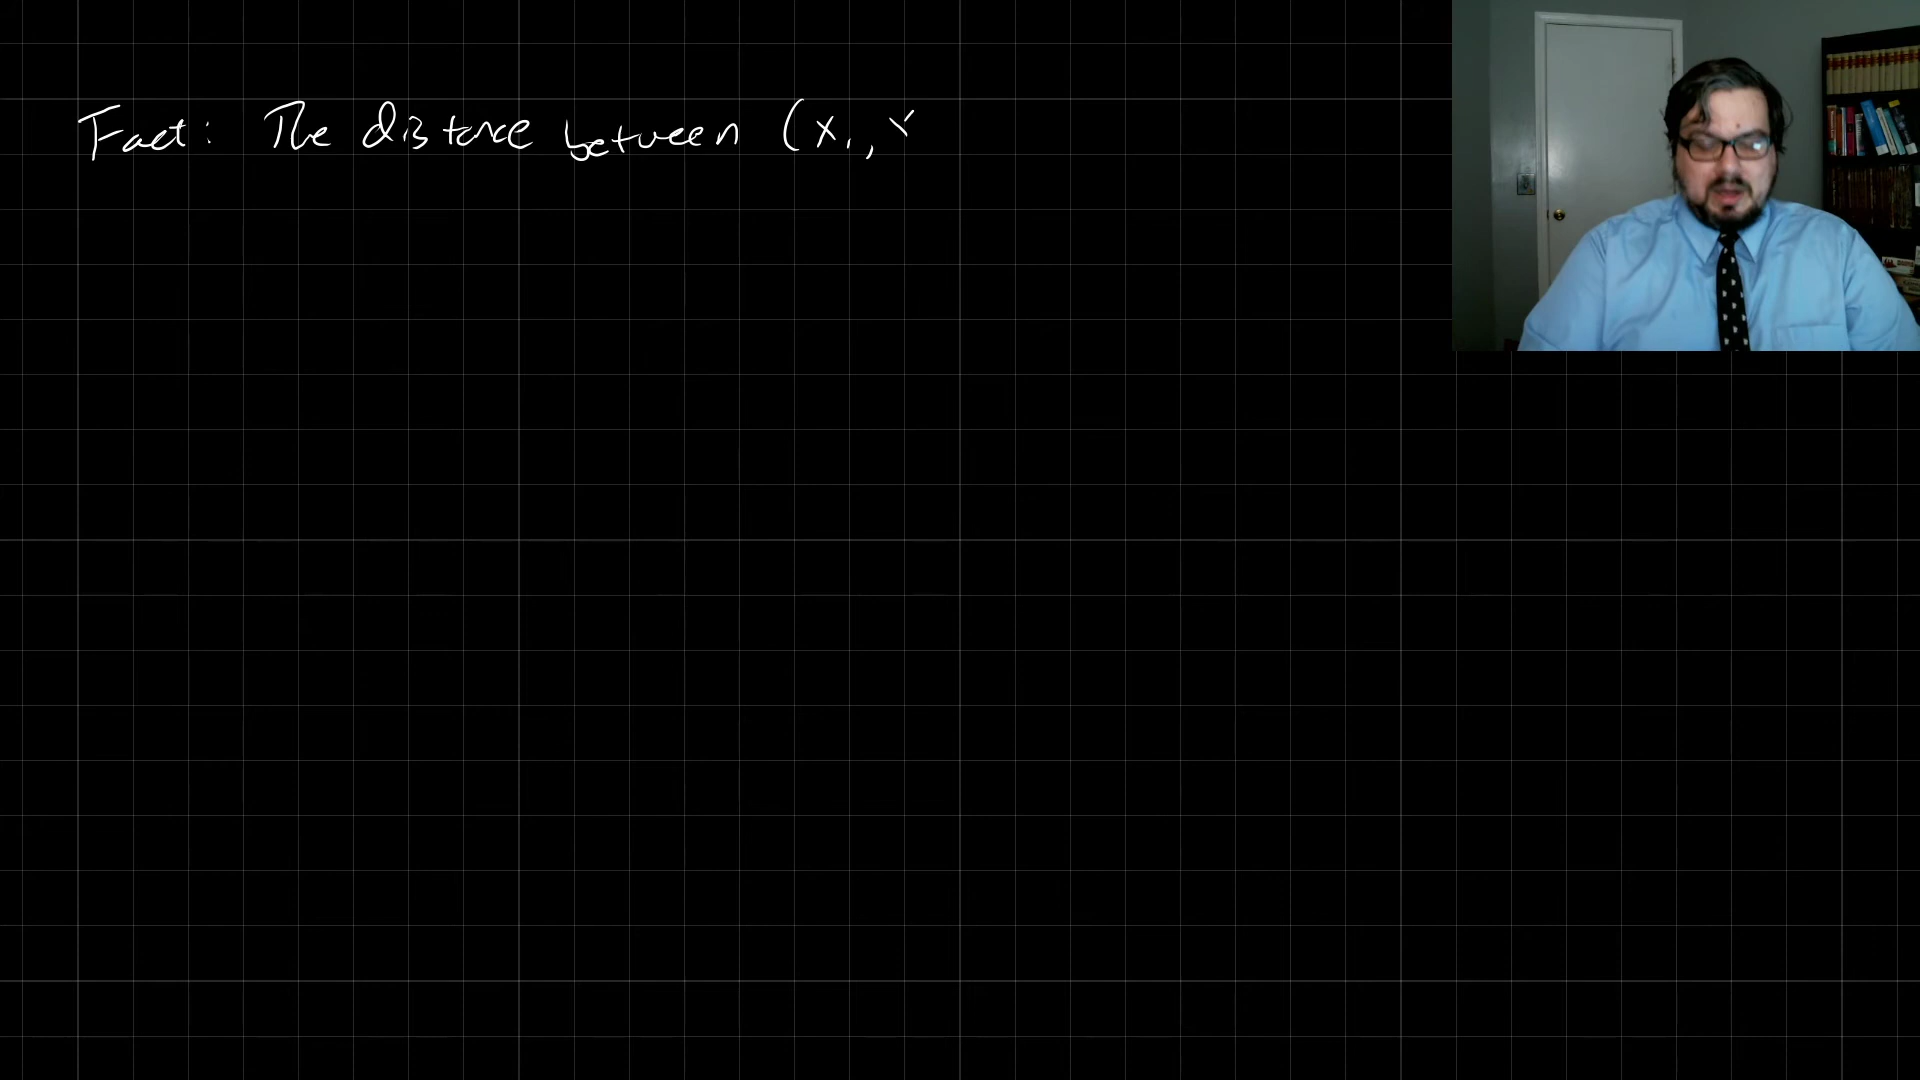 Fact: The distance between (x₁, y